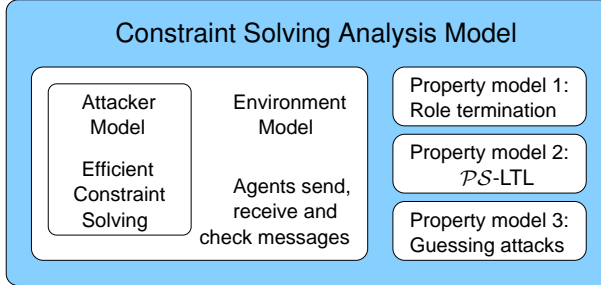 Constraint Solving Analysis Model
Attacker
Model
Efficient
Constraint
Solving
Environment
Model
Agents send,
receive and
check messages
Property model 1:
Role termination
Property model 2:
𝒫𝒮-LTL
Property model 3:
Guessing attacks